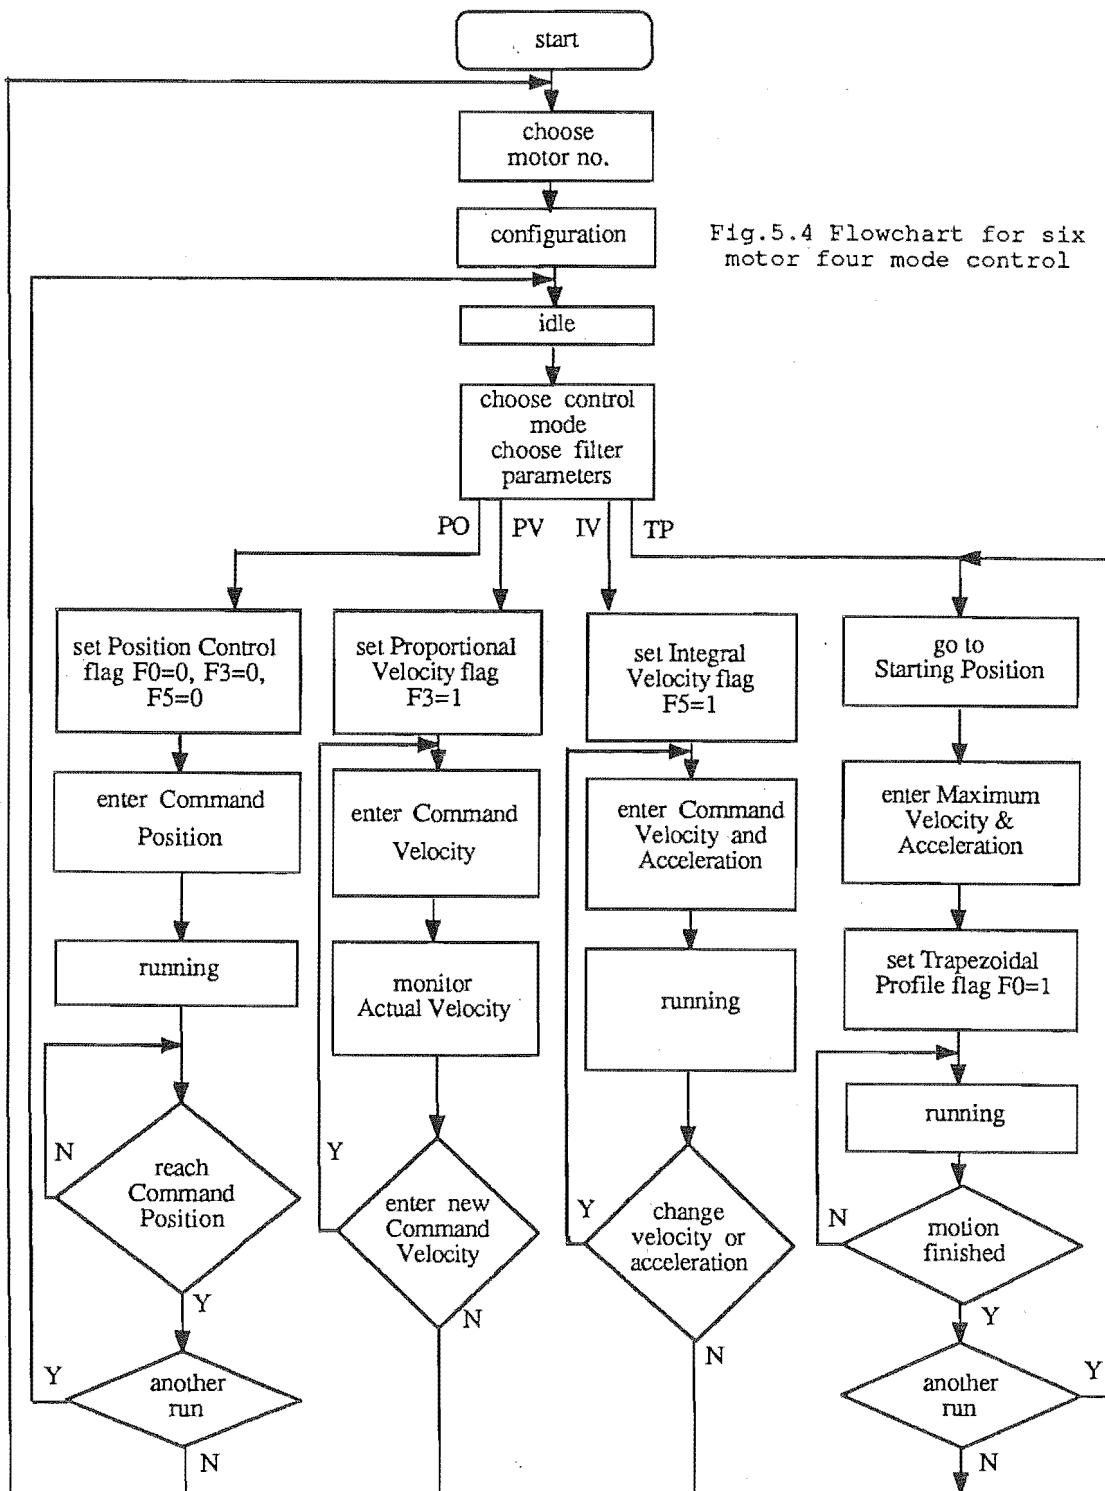 start
choose
motor no.
configuration
Fig.5.4 Flowchart for six
motor four mode control
idle
choose control
mode
choose filter
parameters
PO
PV
IV
TP
set Position Control
flag F0=0, F3=0,
F5=0
set Proportional
Velocity flag
F3=1
set Integral
Velocity flag
F5=1
go to
Starting Position
enter Command
Position
enter Command
Velocity
enter Command
Velocity and
Acceleration
enter Maximum
Velocity &
Acceleration
running
monitor
Actual Velocity
running
set Trapezoidal
Profile flag F0=1
running
N
reach
Command
Position
Y
Y
enter new
Command
Velocity
N
Y
change
velocity or
acceleration
N
N
motion
finished
Y
Y
another
run
N
another
run
Y
N